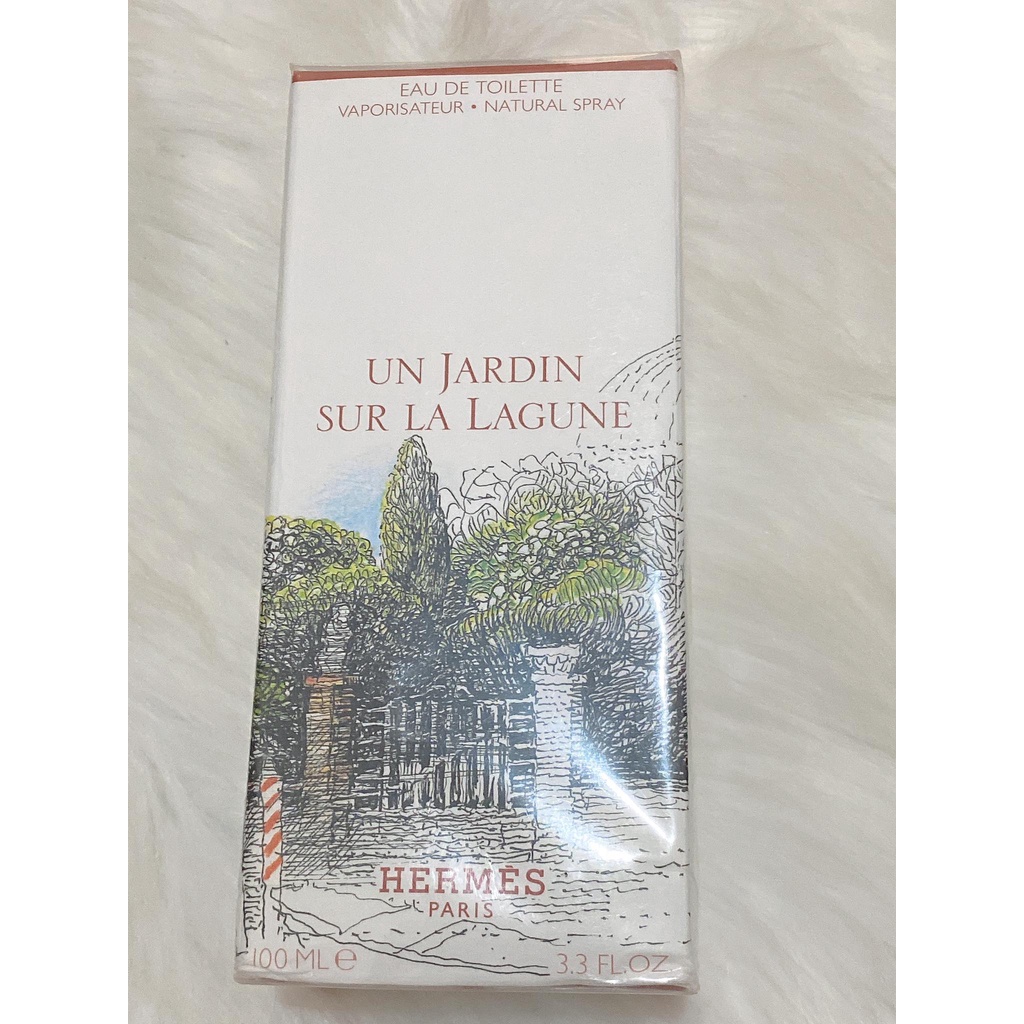 EAU DE TOILETTE
VAPORISATEUR • NATURAL SPRAY
UN JARDIN
SUR LA LAGUNE
HERMÈS
PARIS
100 ML ℮
3.3 FL.OZ.